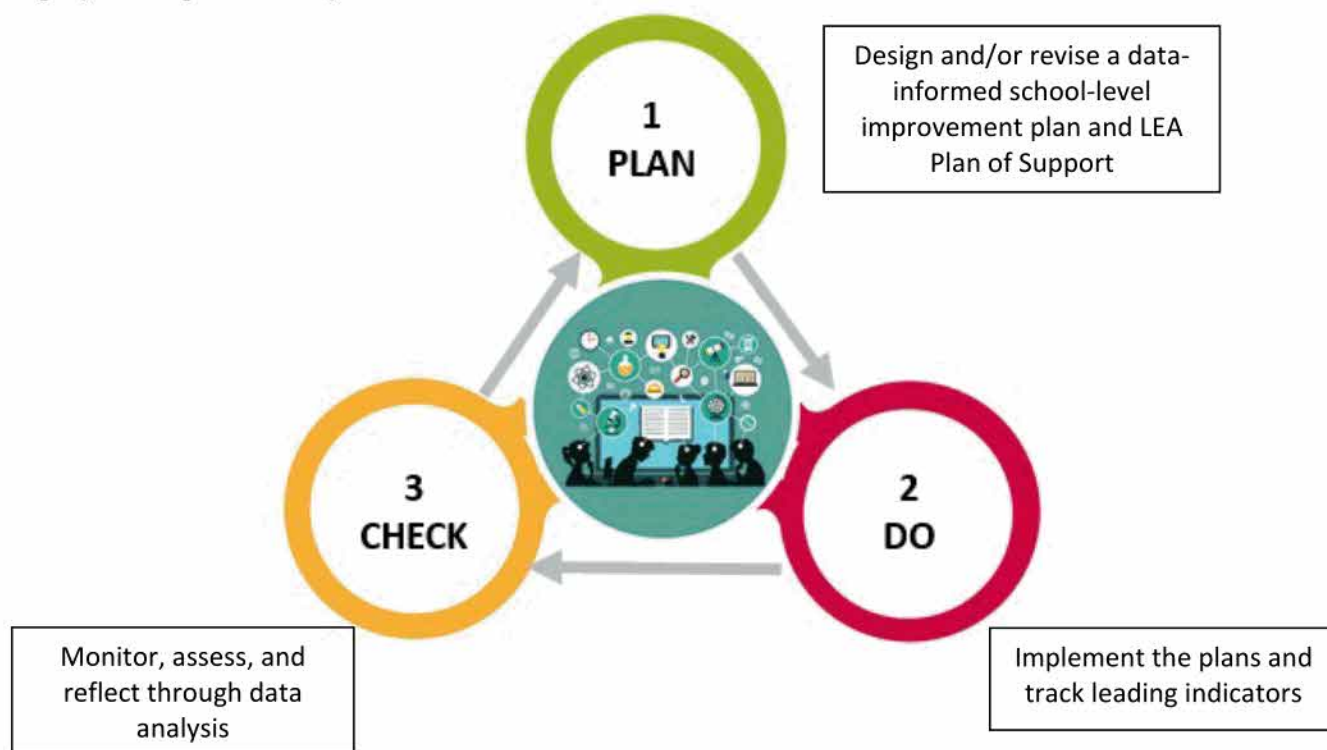 1
PLAN
Design and/or revise a data-
informed school-level
improvement plan and LEA
Plan of Support
3
CHECK
2
DO
Monitor, assess, and
reflect through data
analysis
Implement the plans and
track leading indicators